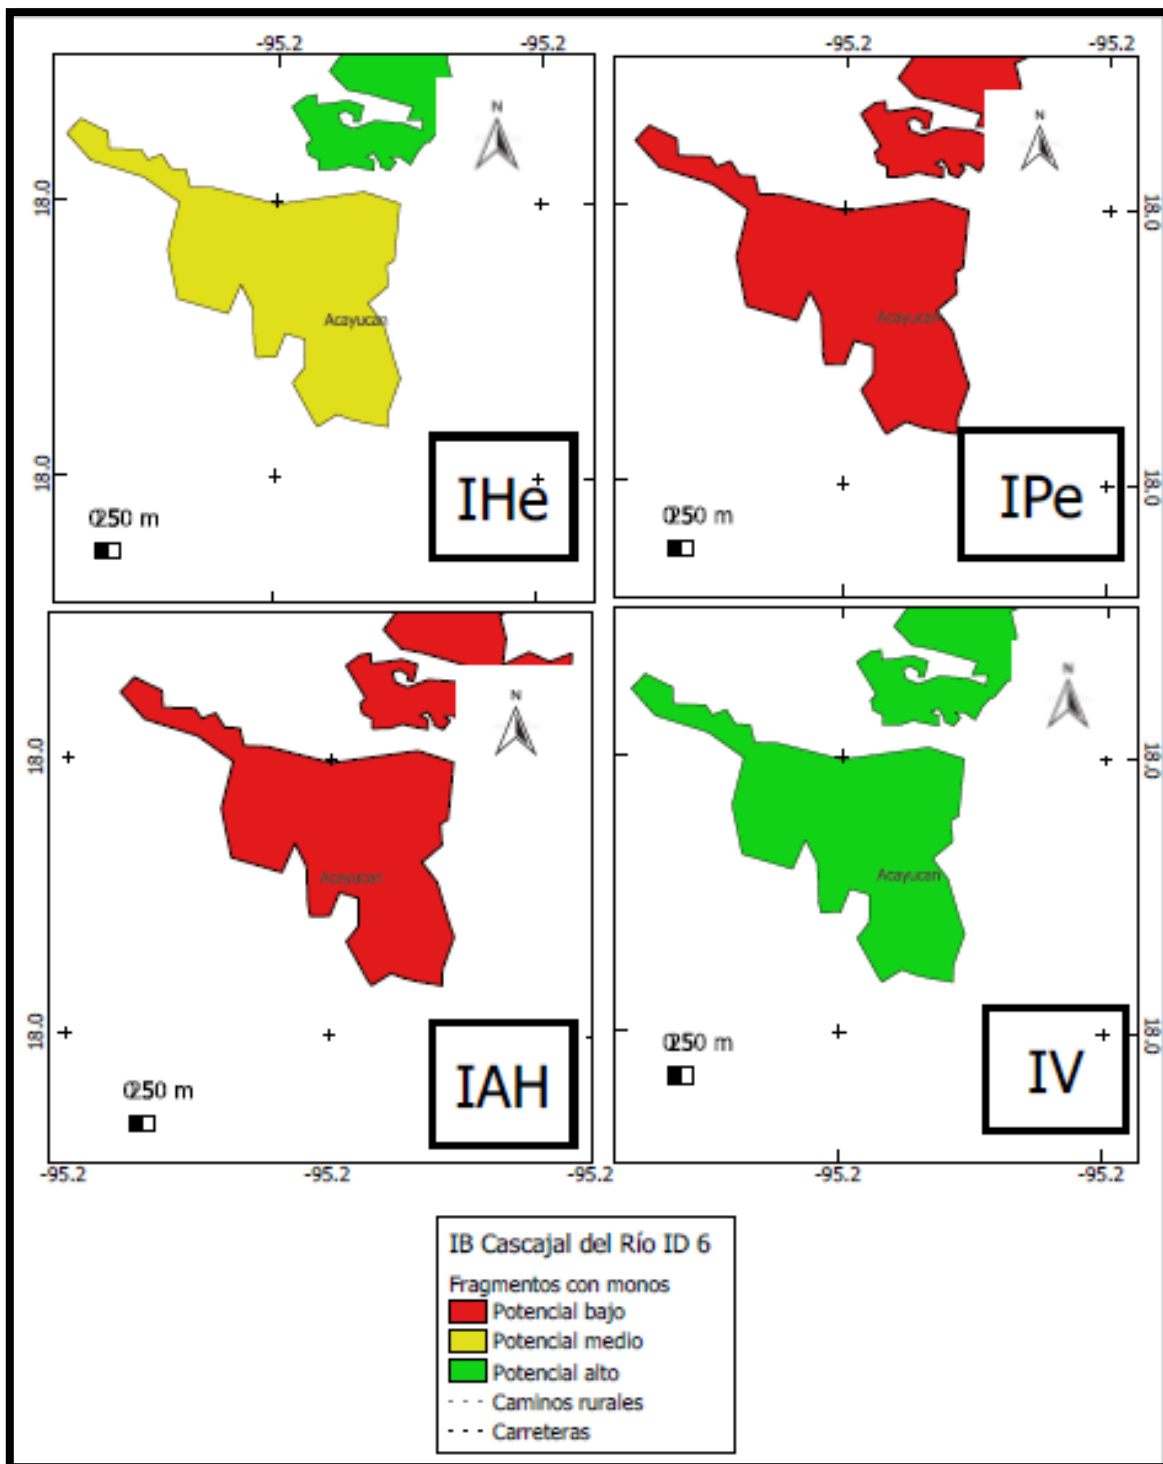 -95.2 -95.2 -95.2 -95.2
N N
18.0 18.0
Acayucan Acayucan
18.0 18.0
IHe IPe
250 m 250 m
N N
18.0 18.0
Acayucan Acayucan
18.0 18.0
250 m
IAH IV
250 m
-95.2 -95.2 -95.2 -95.2 -95.2
IB Cascajal del Río ID 6
Fragmentos con monos
Potencial bajo
Potencial medio
Potencial alto
Caminos rurales
Carreteras